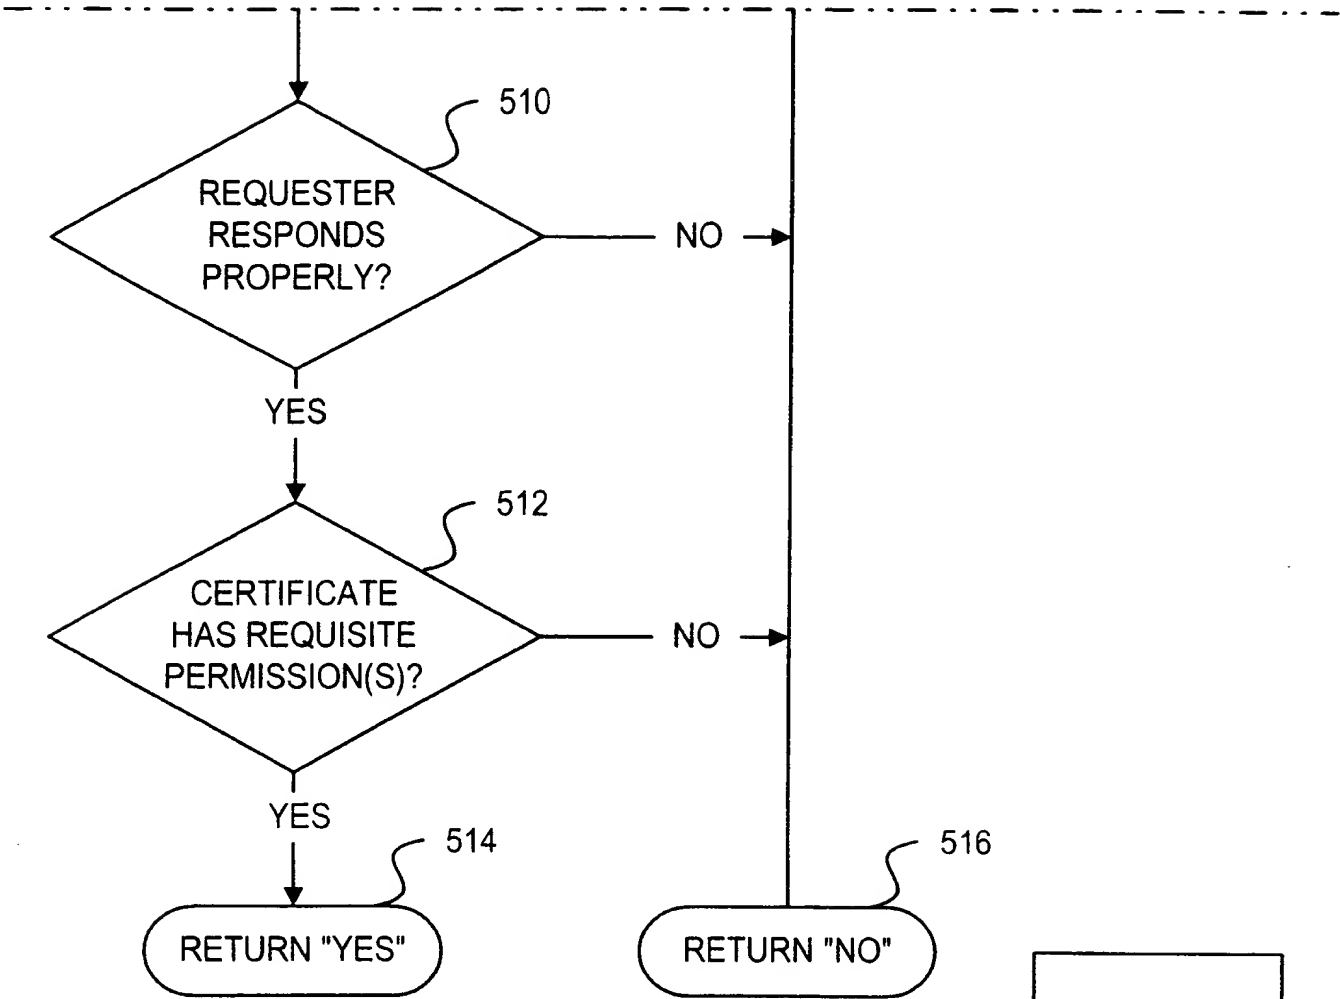 510
REQUESTER
RESPONDS
PROPERLY?
NO
YES
512
CERTIFICATE
HAS REQUISITE
PERMISSION(S)?
NO
YES
514
516
RETURN "YES"
RETURN "NO"